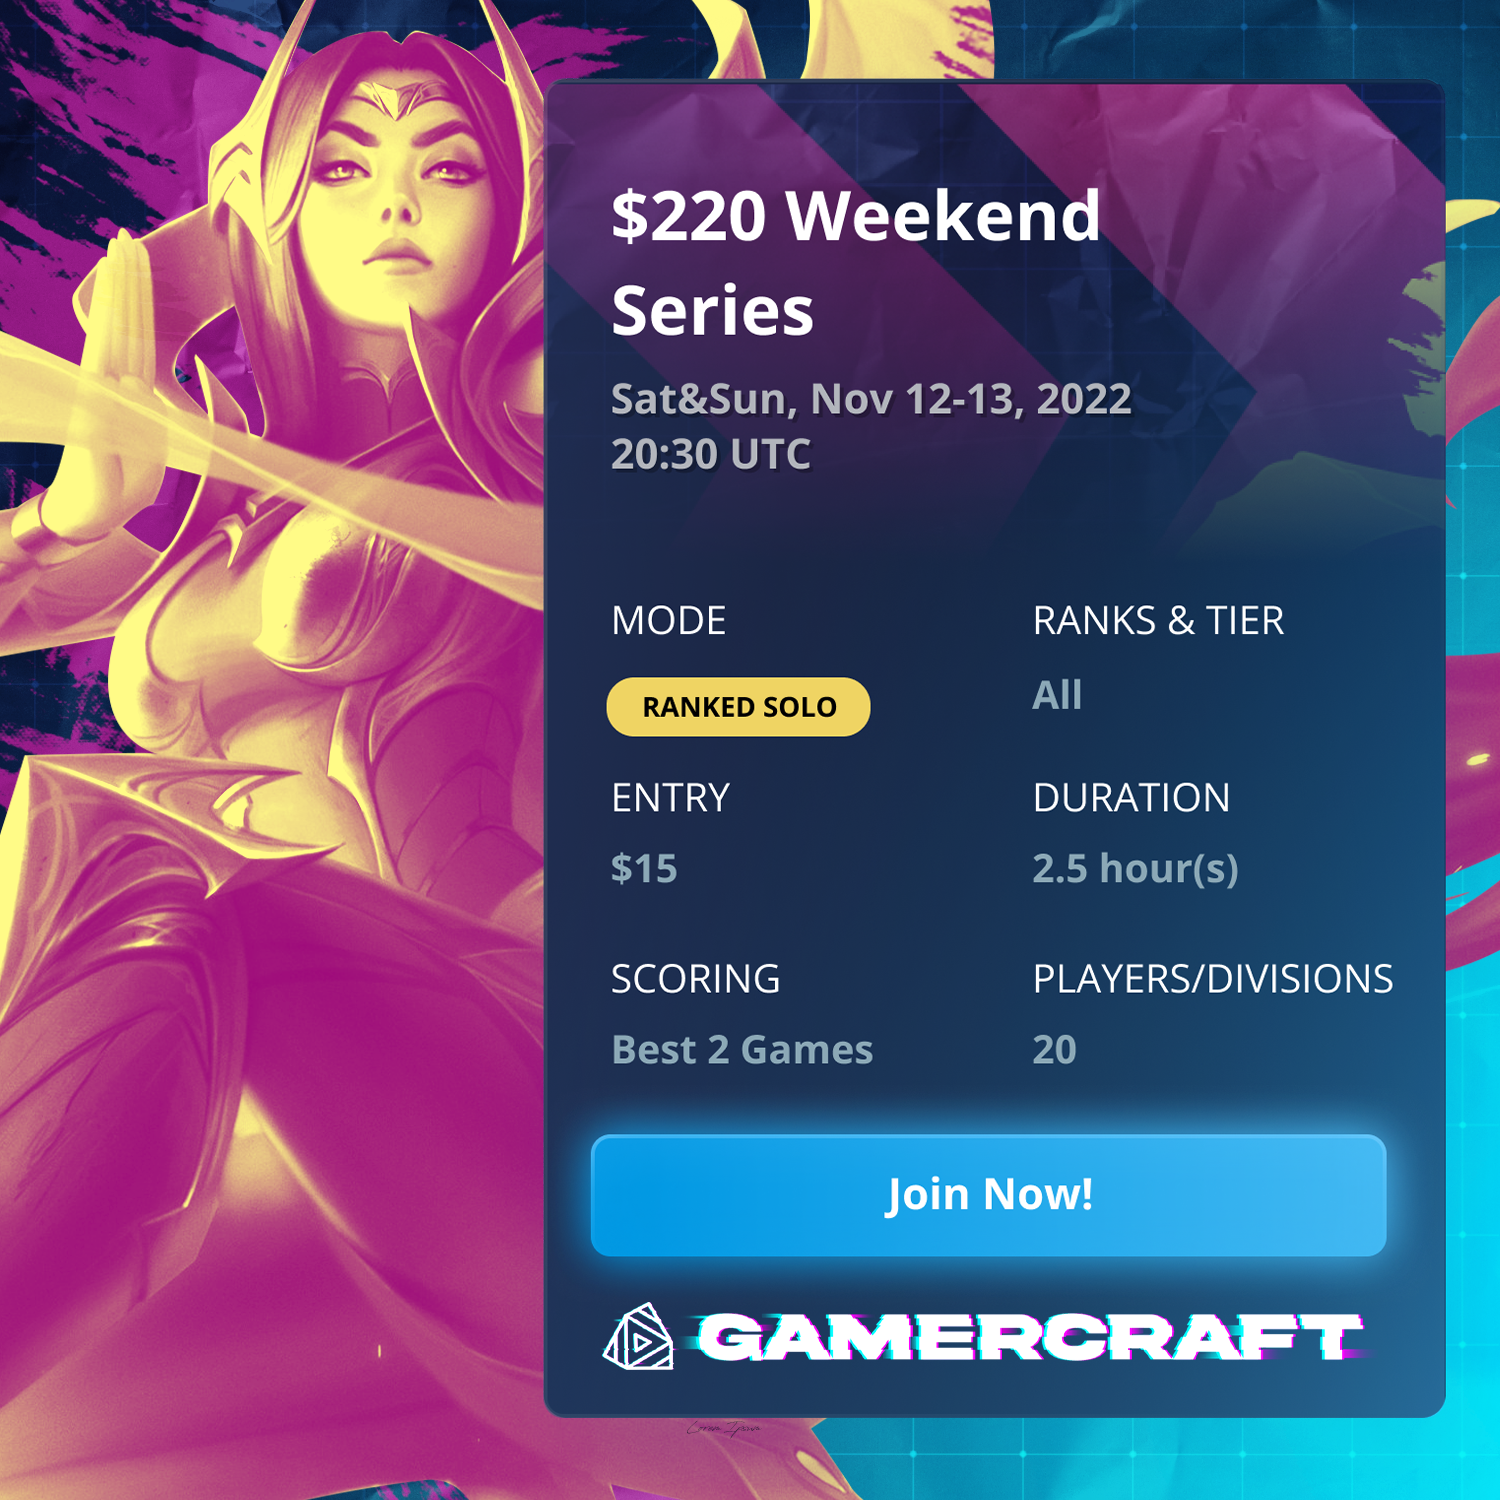 $220 Weekend
Series
Sat&Sun, Nov 12-13, 2022
20:30 UTC
MODE
RANKS & TIER
RANKED SOLO
All
ENTRY
DURATION
$15
2.5 hour(s)
SCORING
PLAYERS/DIVISIONS
Best 2 Games
20
Join Now!
GAMERCRAFT